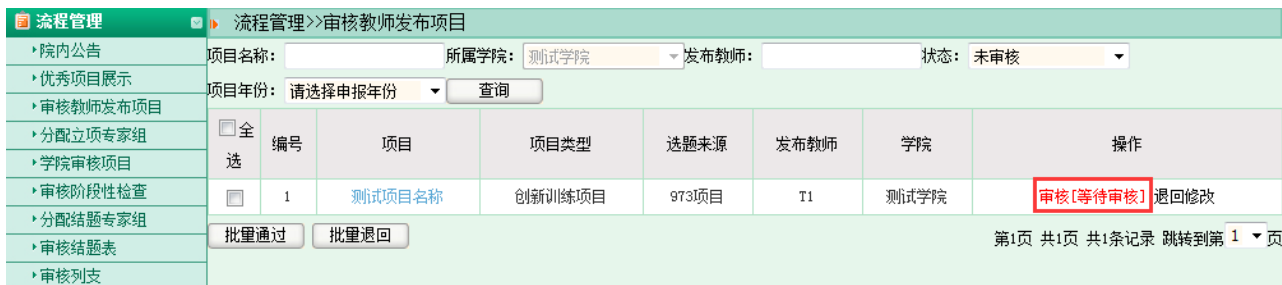 流程管理
院内公告
优秀项目展示
审核教师发布项目
分配立项专家组
学院审核项目
审核阶段性检查
分配结题专家组
审核结题表
审核列支
流程管理>>审核教师发布项目
项目名称： 所属学院： 测试学院 发布教师： 状态： 未审核
项目年份： 请选择申报年份 查询
全选 编号 项目 项目类型 选题来源 发布教师 学院 操作
1 测试项目名称 创新训练项目 973项目 T1 测试学院 审核[等待审核] 退回修改
批里通过 批里退回 第1页 共1页 共1条记录 跳转到第 1 页